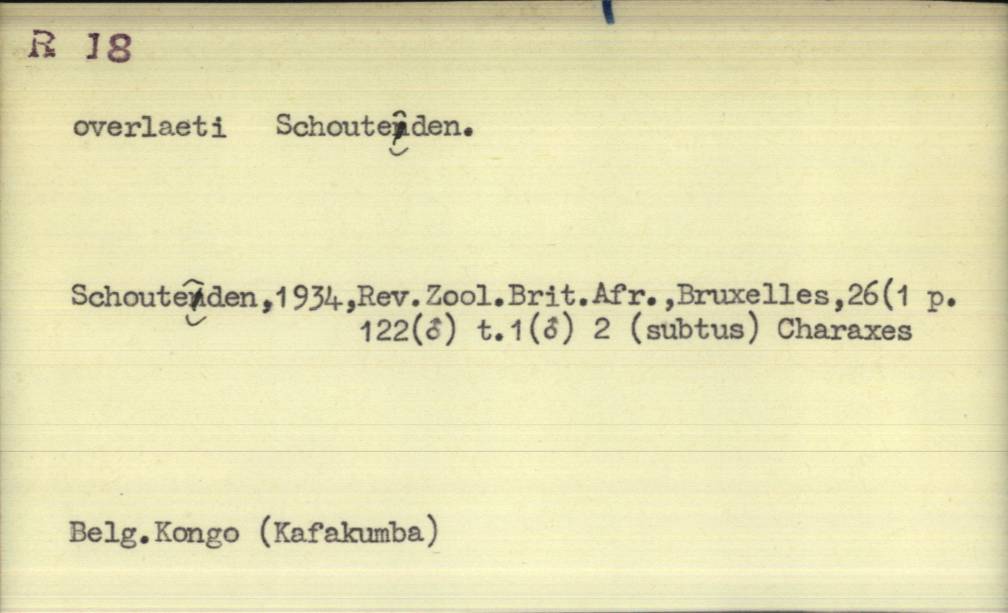 R 18
overlaeti Schouteden.
Schouteden,1934,Rev.Zool.Brit.Afr.,Bruxelles,26(1 p.
122(♂) t.1(♂) 2 (subtus) Charaxes
Belg.Kongo (Kafakumba)